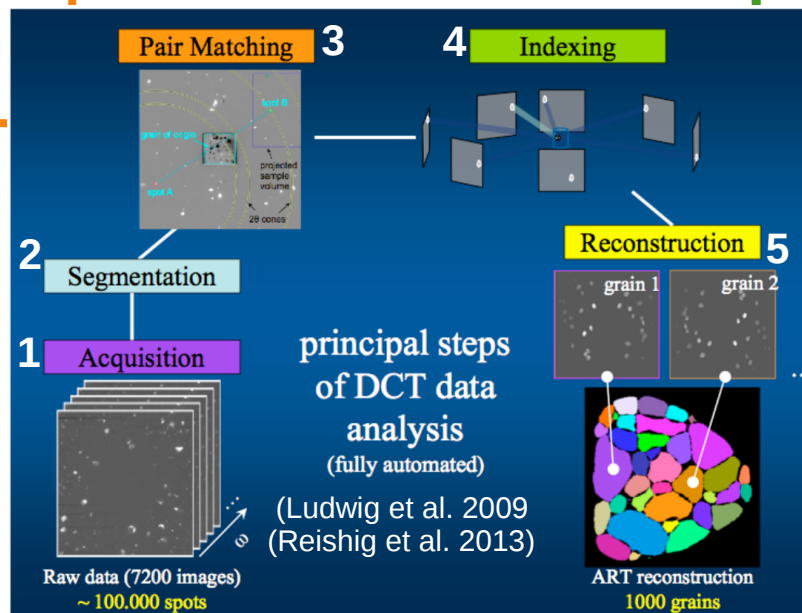 Pair Matching 3
4 Indexing
spot B
grain of origin
projected
sample
volume
spot A
2θ cones
2
Segmentation
Reconstruction 5
grain 1
grain 2
1
Acquisition
principal steps
of DCT data
analysis
(fully automated)
(Ludwig et al. 2009
(Reishig et al. 2013)
...
...
ω
Raw data (7200 images)
~ 100.000 spots
ART reconstruction
1000 grains